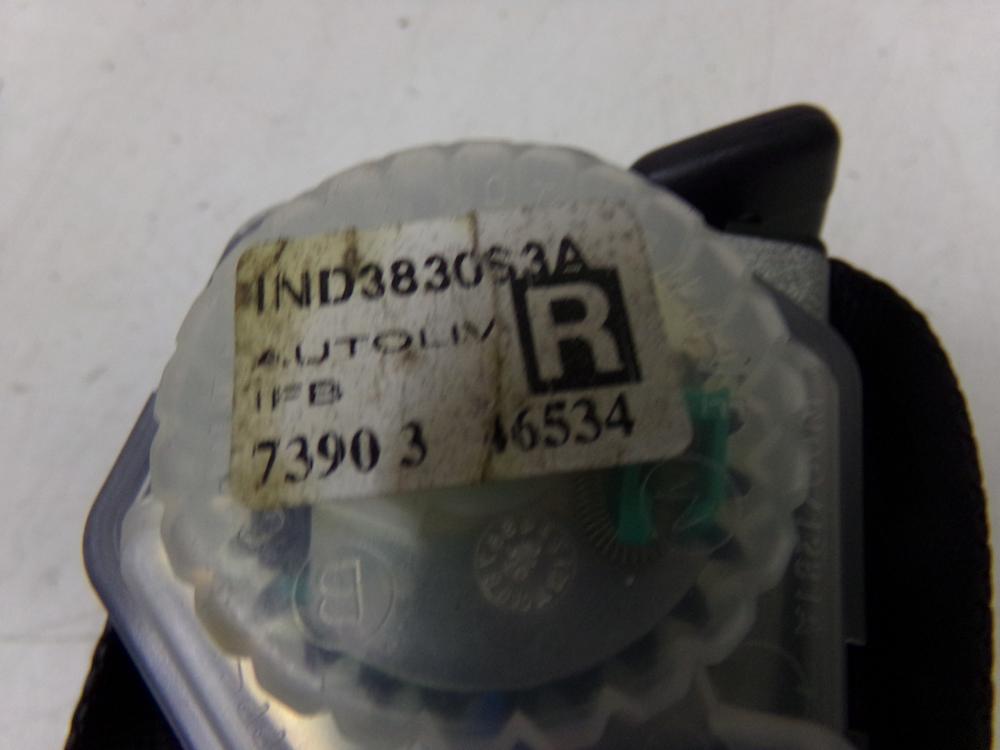 IND3830S3A
AUTOLIV R
IFB
7390 3 46534